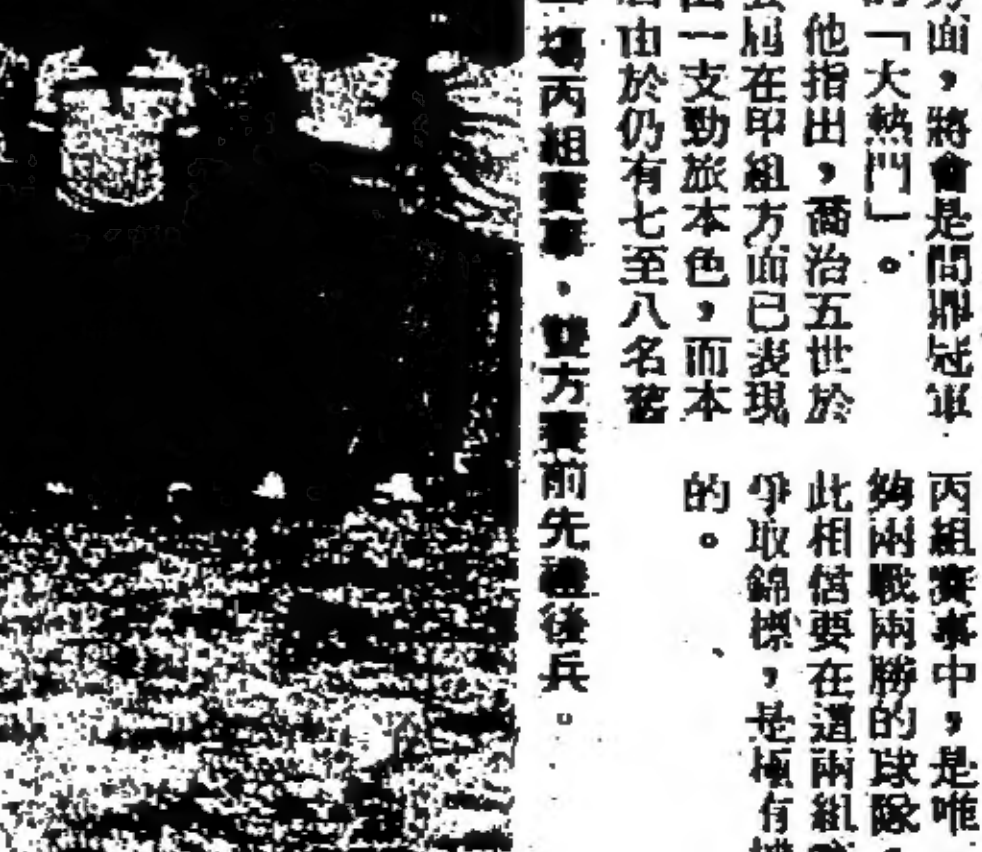 面，將會是問鼎冠軍
的「大熱門」。
他指出，喬治五世於
屆在甲組方面已表現
一支勁旅本色，而本
由於仍有七至八名舊
丙組賽事中，是唯
夠兩戰兩勝的球隊，
此相信要在這兩組
爭取錦標，是極有機
的。
場丙組賽事，雙方賽前先禮後兵。